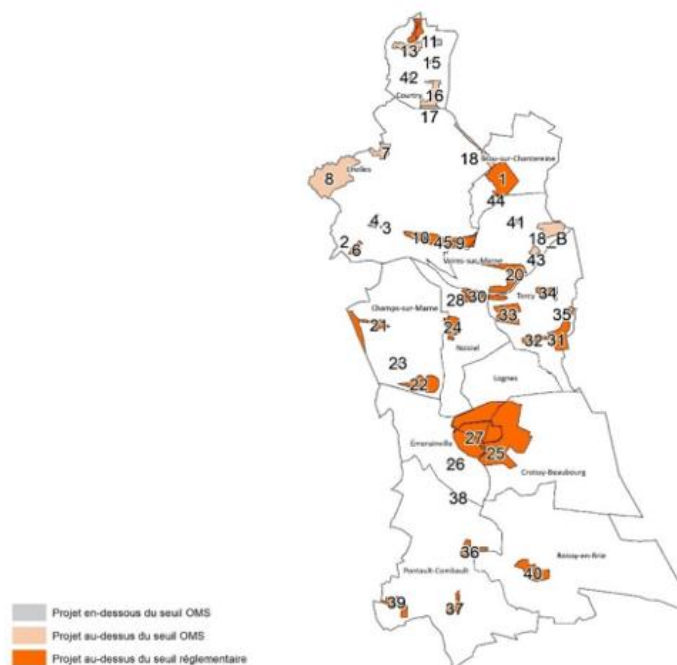 11
13
15
42
16
Courtry
17
18
Brou-sur-Chantereine
7
Chelles
8
1
44
4
3
41
18_B
10
45
9
2
6
43
Vaires-sur-Marne
20
28
30
Torcy
34
Champs-sur-Marne
33
35
21
24
Noisiel
32
31
23
22
Lognes
27
Émerainville
25
26
Croissy-Beaubourg
38
36
Roissy-en-Brie
Pontault-Combault
40
39
37
Projet en-dessous du seuil OMS
Projet au-dessus du seuil OMS
Projet au-dessus du seuil réglementaire